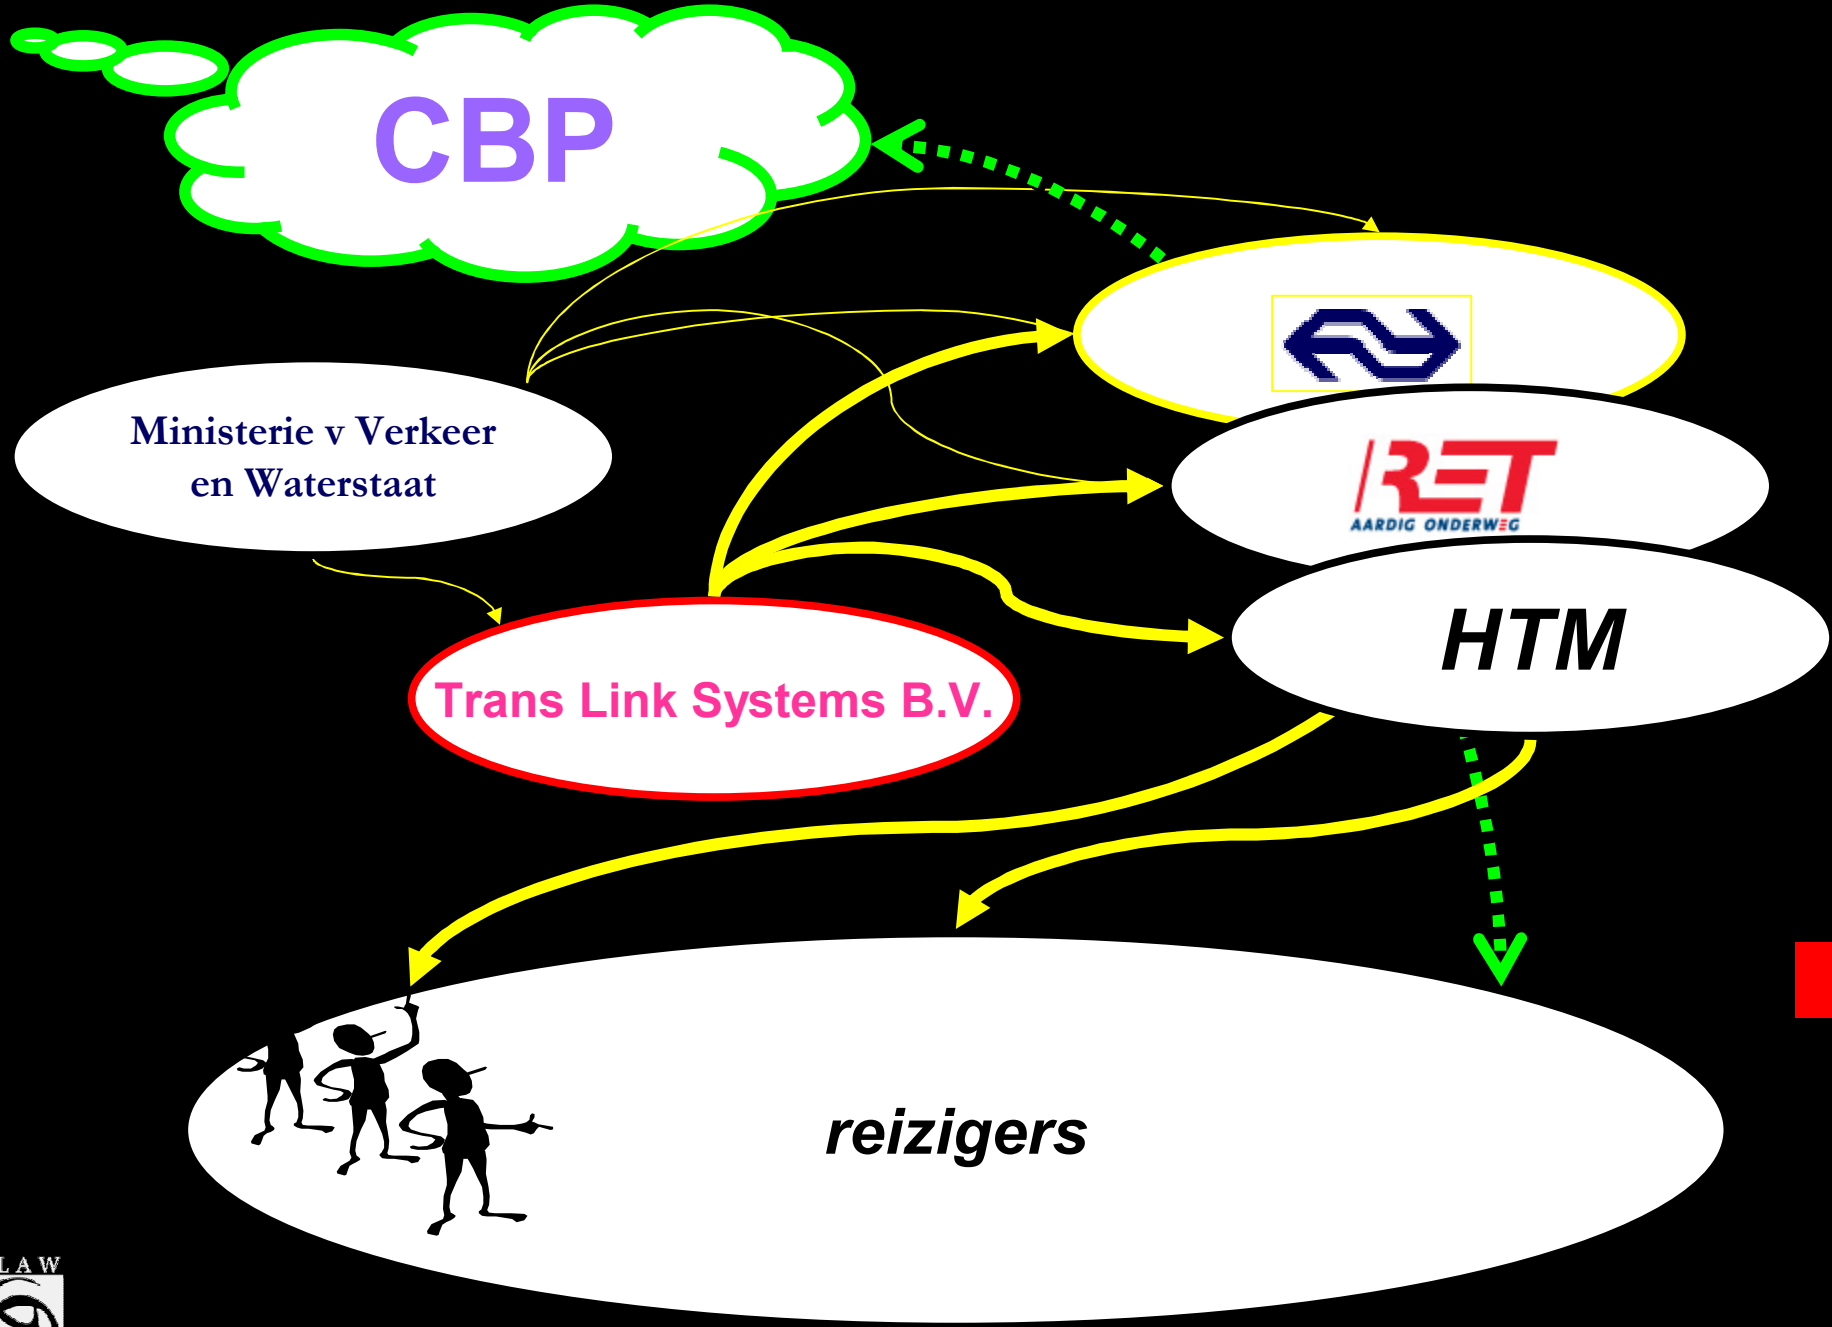 CBP
Ministerie v Verkeer
en Waterstaat
RET
AARDIG ONDERWEG
HTM
Trans Link Systems B.V.
reizigers
LAW